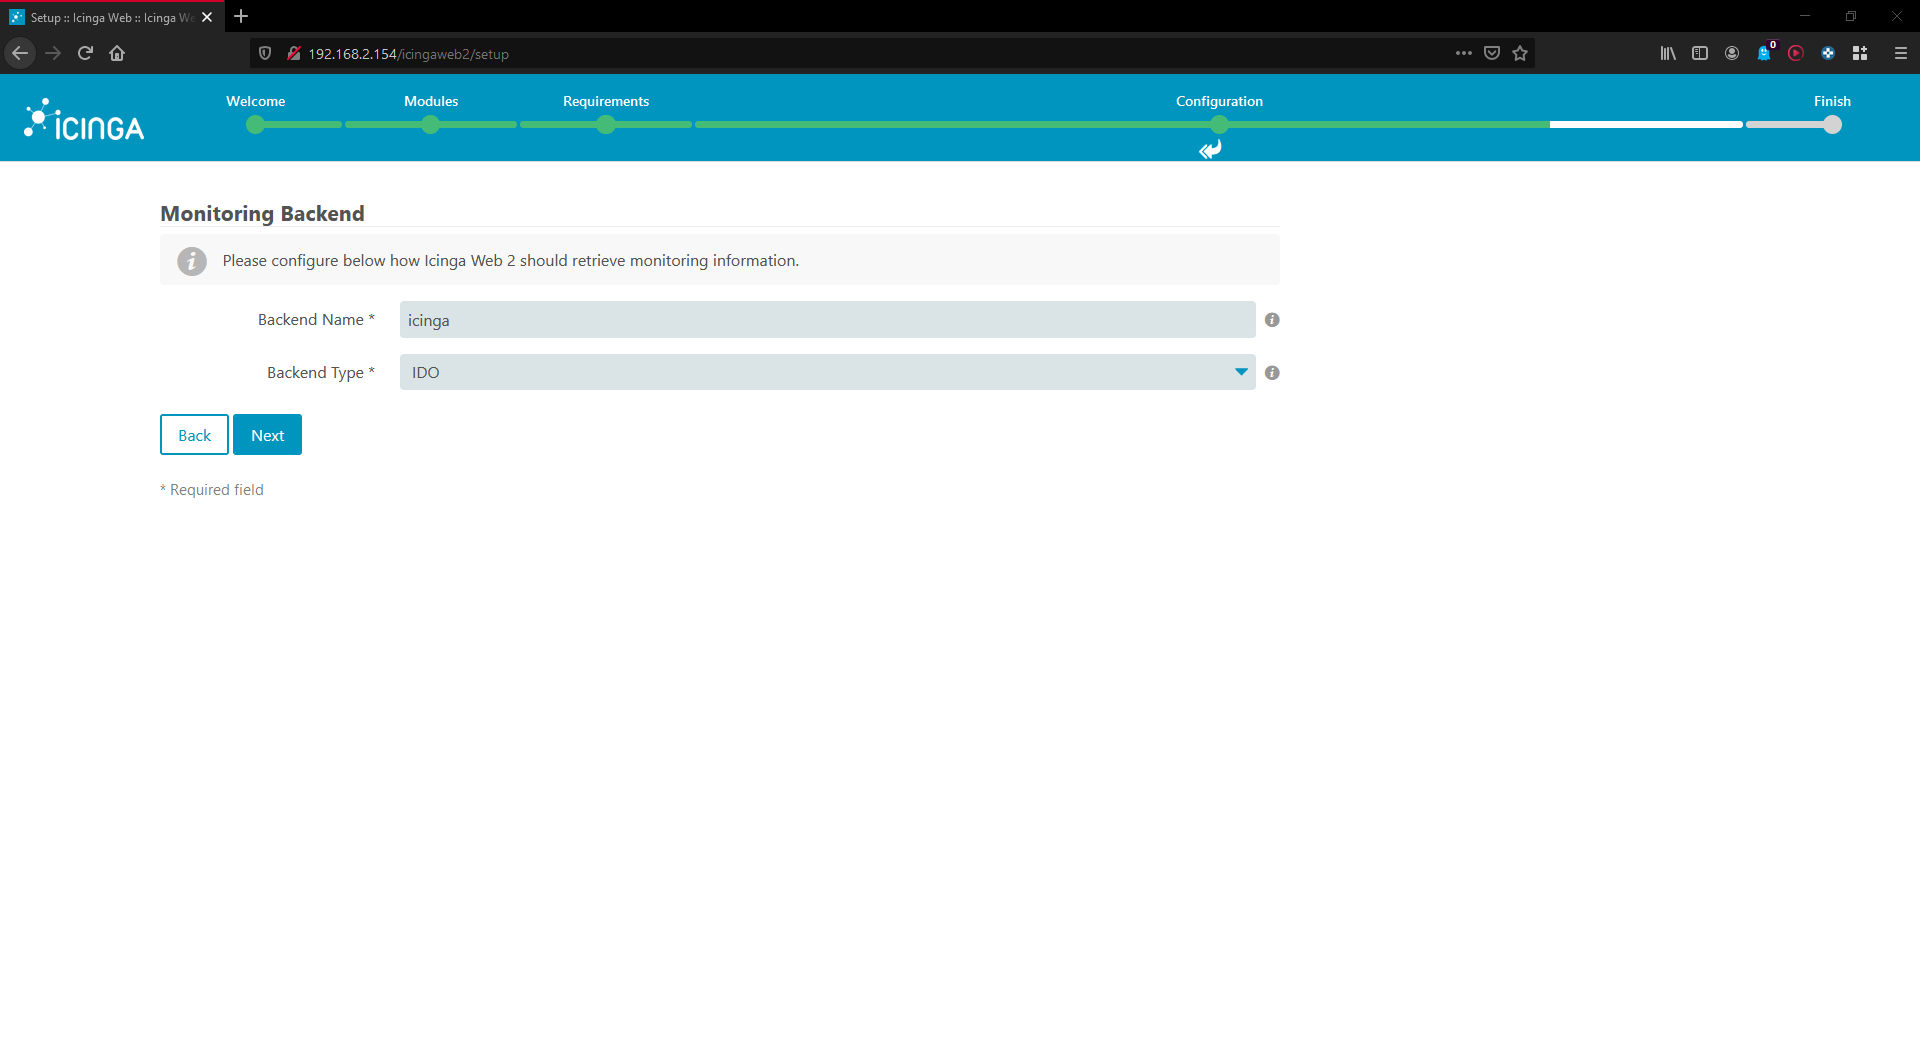 Setup :: Icinga Web :: Icinga We
192.168.2.154/icingaweb2/setup
0
ICINGA
Welcome
Modules
Requirements
Configuration
Finish
Monitoring Backend
Please configure below how Icinga Web 2 should retrieve monitoring information.
Backend Name *
icinga
Backend Type *
IDO
Back
Next
* Required field